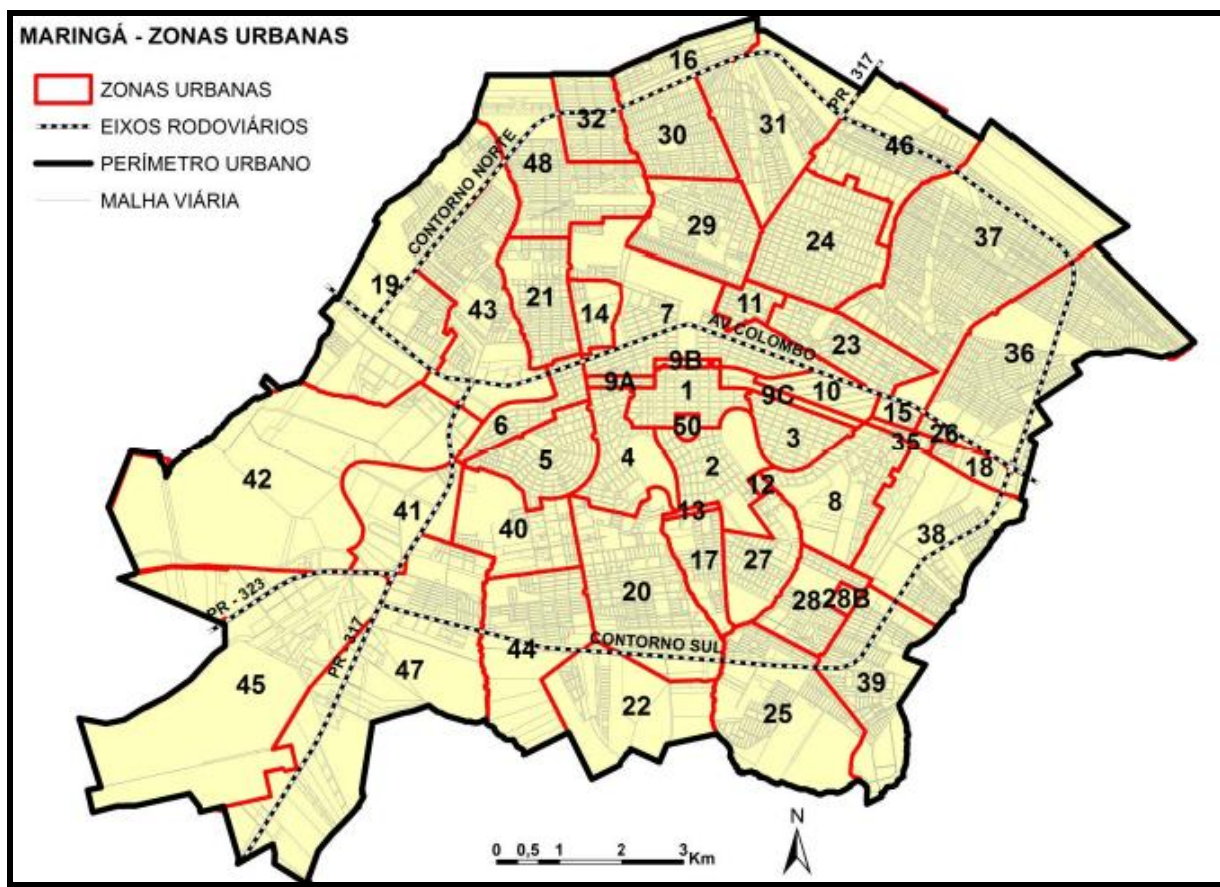 MARINGÁ - ZONAS URBANAS
ZONAS URBANAS
EIXOS RODOVIÁRIOS
PERÍMETRO URBANO
MALHA VIÁRIA
16
PR - 317
32
30
31
46
48
CONTORNO NORTE
29
24
37
19
43
21
14
7
11
AV COLOMBO
23
36
9B
9A
1
9C
10
15
50
26
35
6
5
4
2
3
18
42
12
8
41
13
38
40
17
27
20
28
28B
PR - 323
PR - 317
CONTORNO SUL
44
45
47
22
25
39
N
0 0,5 1 2 3 Km